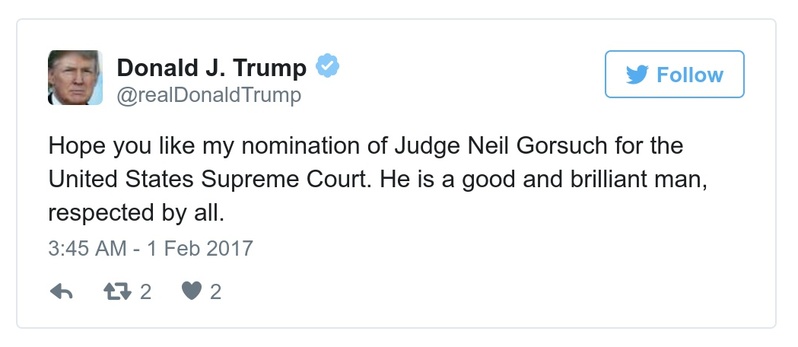 Donald J. Trump
@realDonaldTrump
Follow
Hope you like my nomination of Judge Neil Gorsuch for the
United States Supreme Court. He is a good and brilliant man,
respected by all.
3:45 AM - 1 Feb 2017
2 2